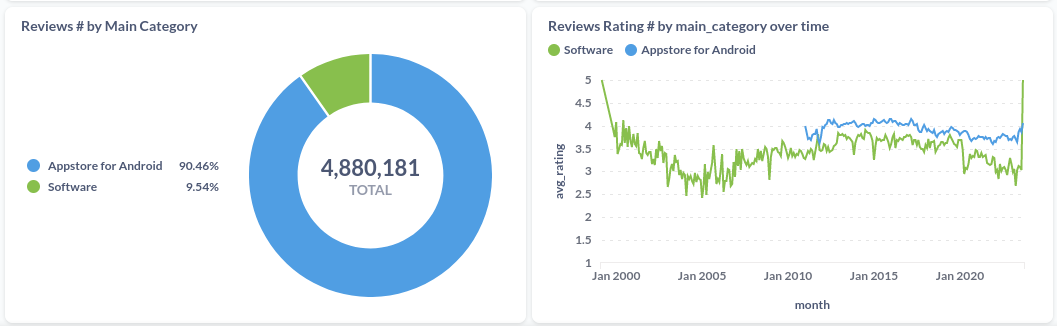 Reviews # by Main Category
Appstore for Android 90.46%
Software 9.54%
4,880,181
TOTAL
Reviews Rating # by main_category over time
Software Appstore for Android
5
4.5
4
3.5
3
2.5
2
1.5
1
avg_rating
Jan 2000 Jan 2005 Jan 2010 Jan 2015 Jan 2020
month